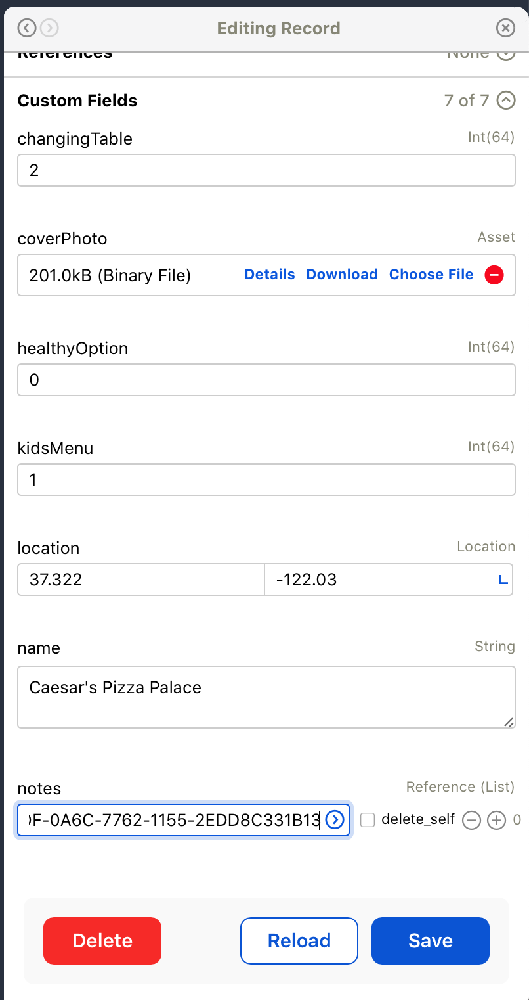 Editing Record
References None
Custom Fields 7 of 7
changingTable Int(64)
2
coverPhoto Asset
201.0kB (Binary File) Details Download Choose File
healthyOption Int(64)
0
kidsMenu Int(64)
1
location Location
37.322 -122.03
name String
Caesar's Pizza Palace
notes Reference (List)
F-0A6C-7762-1155-2EDD8C331B13 delete_self 0
Delete Reload Save